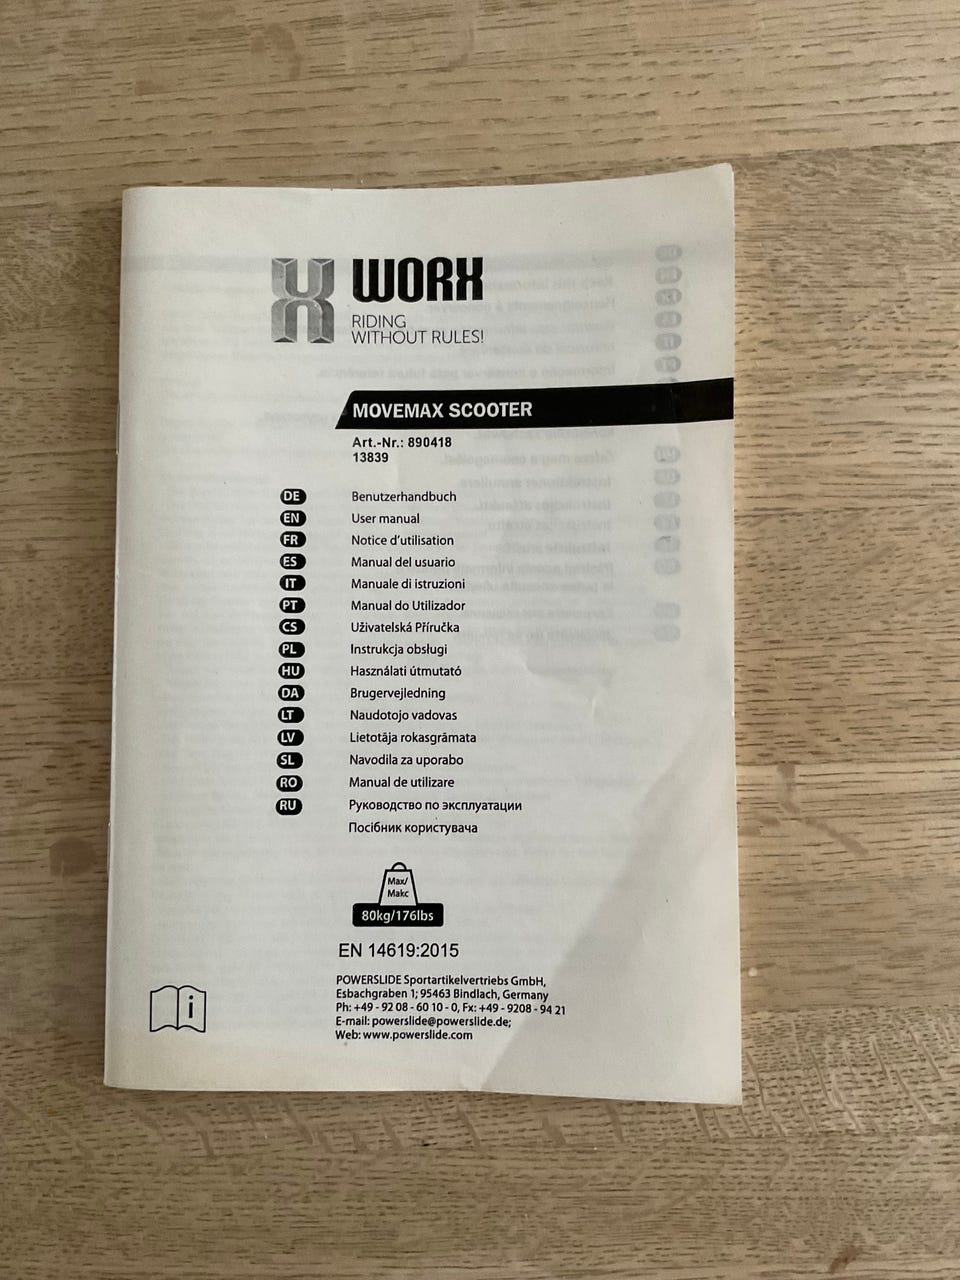 WORX
RIDING
WITHOUT RULES!
MOVEMAX SCOOTER
Art.-Nr.: 890418
13839
DE Benutzerhandbuch
EN User manual
FR Notice d'utilisation
ES Manual del usuario
IT Manuale di istruzioni
PT Manual do Utilizador
CS Uživatelská Příručka
PL Instrukcja obsługi
HU Használati útmutató
DA Brugervejledning
LT Naudotojo vadovas
LV Lietotāja rokasgrāmata
SL Navodila za uporabo
RO Manual de utilizare
RU Руководство по эксплуатации
Посібник користувача
Max/
Макс
80kg/176lbs
EN 14619:2015
POWERSLIDE Sportartikelvertriebs GmbH,
Esbachgraben 1; 95463 Bindlach, Germany
Ph: +49 - 92 08 - 60 10 - 0, Fx: +49 - 9208 - 94 21
E-mail: powerslide@powerslide.de;
Web: www.powerslide.com
i